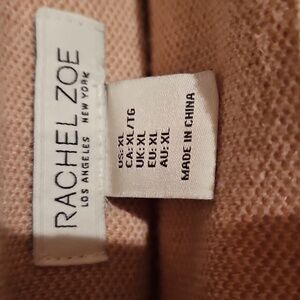 RACHEL ZOE
LOS ANGELES NEW YORK
US: XL
CA: XL/TG
UK: XL
EU: XL
AU: XL
MADE IN CHINA